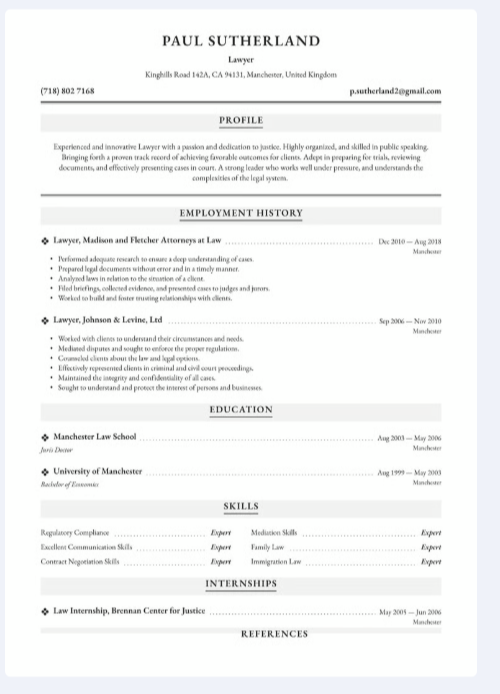 PAUL SUTHERLAND
Lawyer
Kinghills Road 142A, CA 94131, Manchester, United Kingdom
(718) 802 7168 p.sutherland2@gmail.com
PROFILE
Experienced and innovative Lawyer with a passion and dedication to justice. Highly organized, and skilled in public speaking.
Bringing forth a proven track record of achieving favorable outcomes for clients. Adept in preparing for trials, reviewing
documents, and effectively presenting cases in court. A strong leader who works well under pressure, and understands the
complexities of the legal system.
EMPLOYMENT HISTORY
Lawyer, Madison and Fletcher Attorneys at Law Dec 2010 — Aug 2018
Manchester
• Performed adequate research to ensure a deep understanding of cases.
• Prepared legal documents without error and in a timely manner.
• Analyzed laws in relation to the situation of a client.
• Filed briefings, collected evidence, and presented cases to judges and jurors.
• Worked to build and foster trusting relationships with clients.
Lawyer, Johnson & Levine, Ltd Sep 2006 — Nov 2010
Manchester
• Worked with clients to understand their circumstances and needs.
• Mediated disputes and sought to enforce the proper regulations.
• Counseled clients about the law and legal options.
• Effectively represented clients in criminal and civil court proceedings.
• Maintained the integrity and confidentiality of all cases.
• Sought to understand and protect the interest of persons and businesses.
EDUCATION
Manchester Law School Aug 2003 — May 2006
Juris Doctor Manchester
University of Manchester Aug 1999 — May 2003
Bachelor of Economics Manchester
SKILLS
Regulatory Compliance Expert Mediation Skills Expert
Excellent Communication Skills Expert Family Law Expert
Contract Negotiation Skills Expert Immigration Law Expert
INTERNSHIPS
Law Internship, Brennan Center for Justice May 2005 — Jun 2006
Manchester
REFERENCES